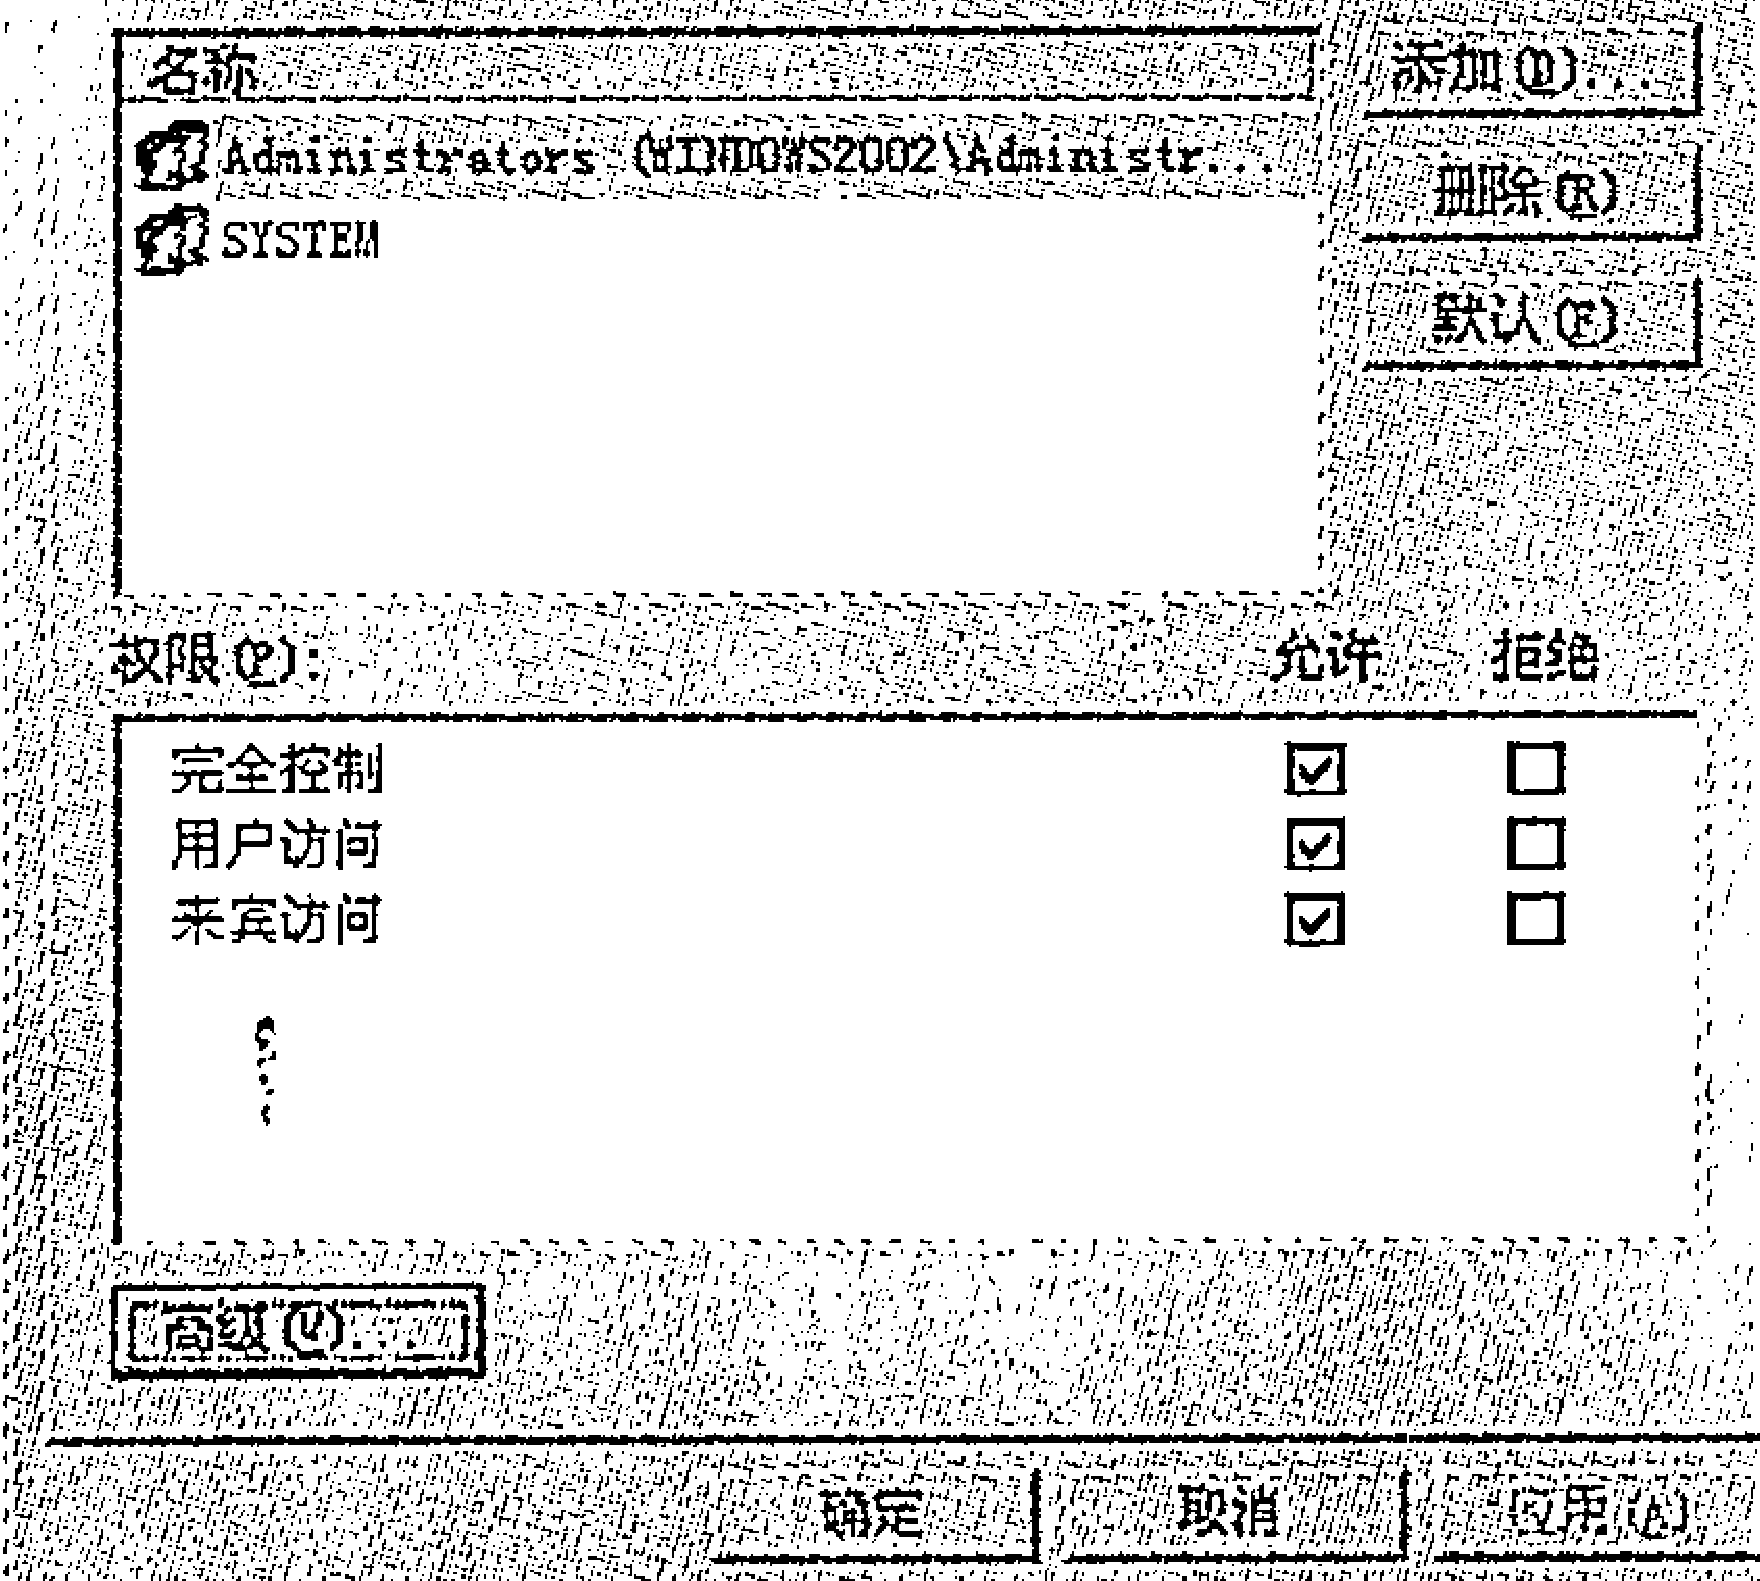 名称
添加(D)...
Administrators (WINDOWS2002\Administr...
删除(R)
SYSTEM
默认(F)
权限(P):
允许 拒绝
完全控制
用户访问
来宾访问
高级(V)...
确定 取消 应用(A)